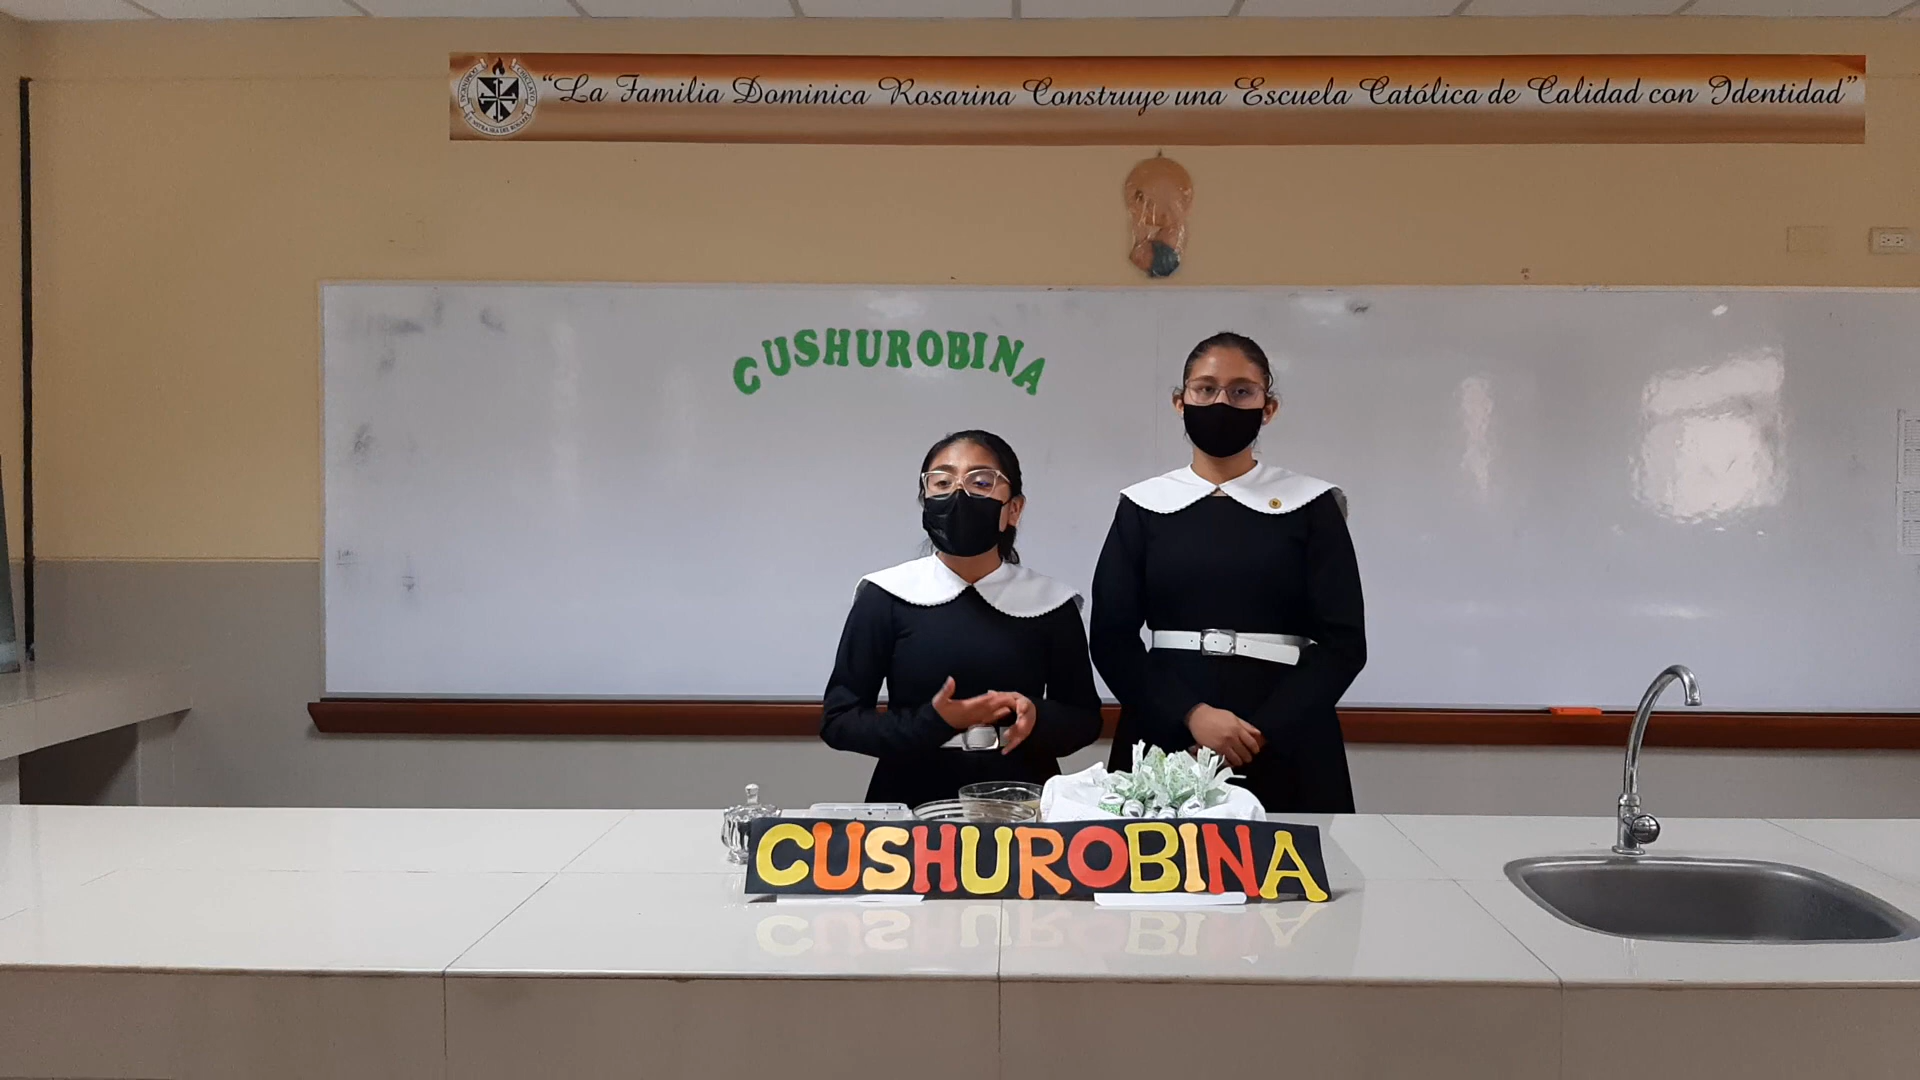 “La Familia Dominica Rosarina Construye una Escuela Católica de Calidad con Identidad”
CUSHUROBINA
CUSHUROBINA